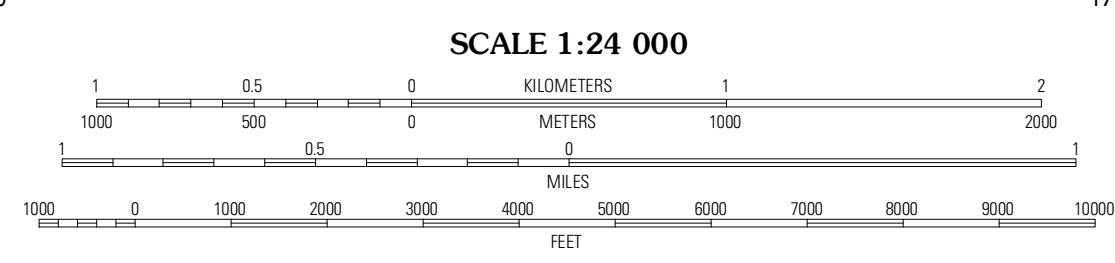 SCALE 1:24 000
1 0.5 0 KILOMETERS 1 2
1000 500 0 METERS 1000 2000
1 0.5 0 1
MILES
1000 0 1000 2000 3000 4000 5000 6000 7000 8000 9000 10000
FEET